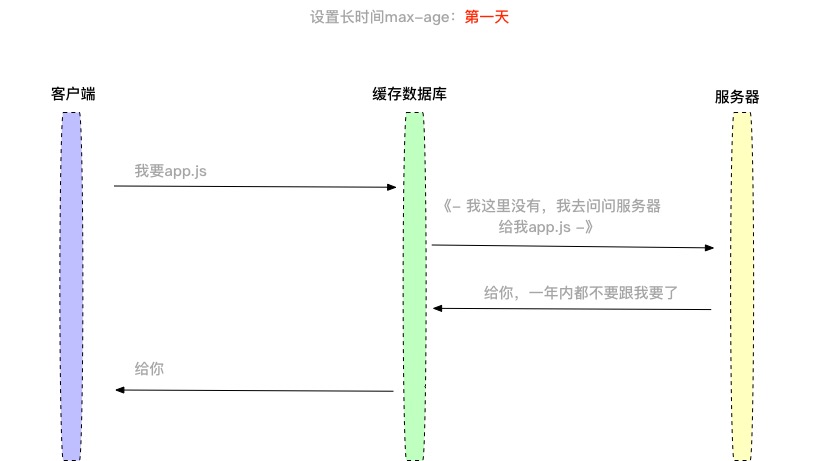 设置长时间max-age：第一天
客户端
缓存数据库
服务器
我要app.js
《- 我这里没有，我去问问服务器
给我app.js -》
给你，一年内都不要跟我要了
给你